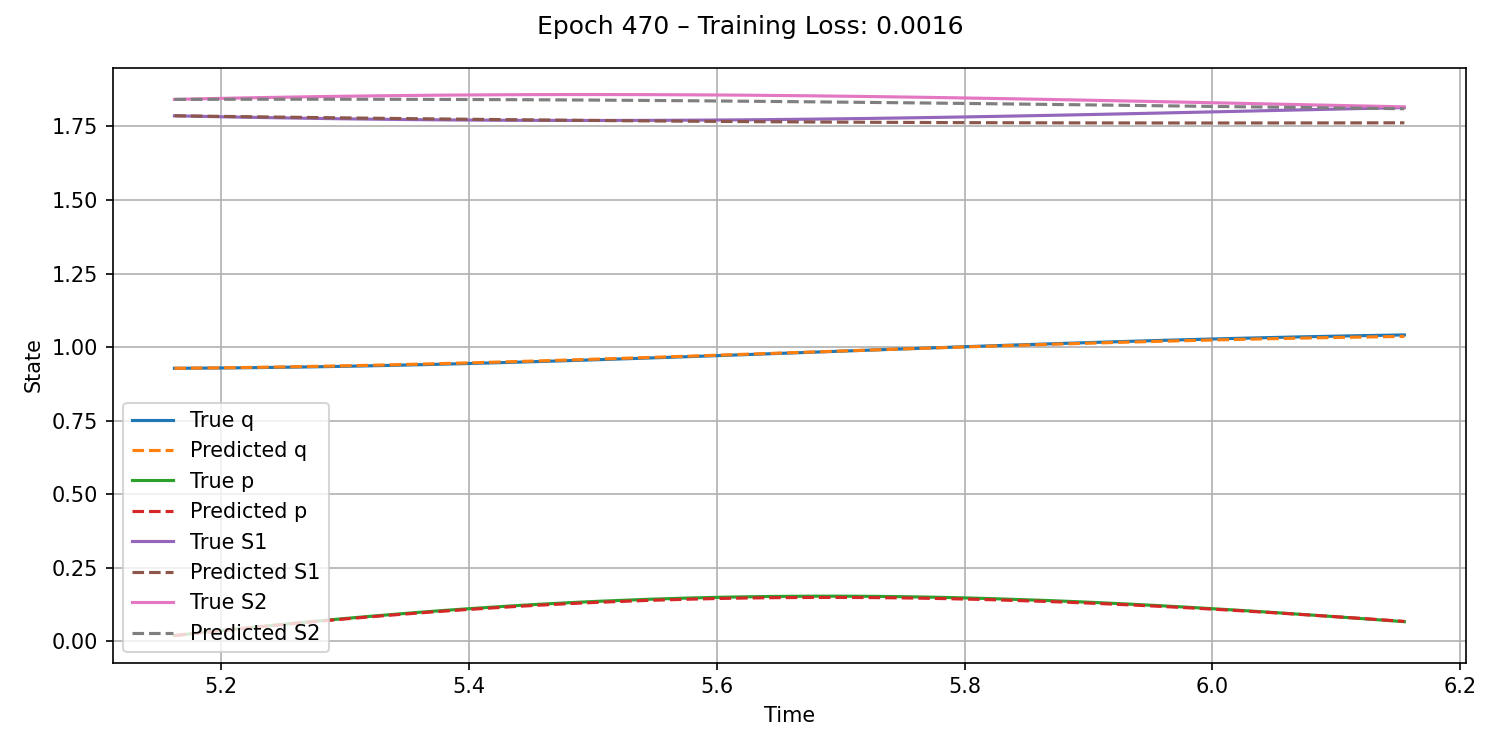 Epoch 470 – Training Loss: 0.0016
1.75
1.50
1.25
1.00
0.75
0.50
0.25
0.00
State
True q
Predicted q
True p
Predicted p
True S1
Predicted S1
True S2
Predicted S2
5.2 5.4 5.6 5.8 6.0 6.2
Time